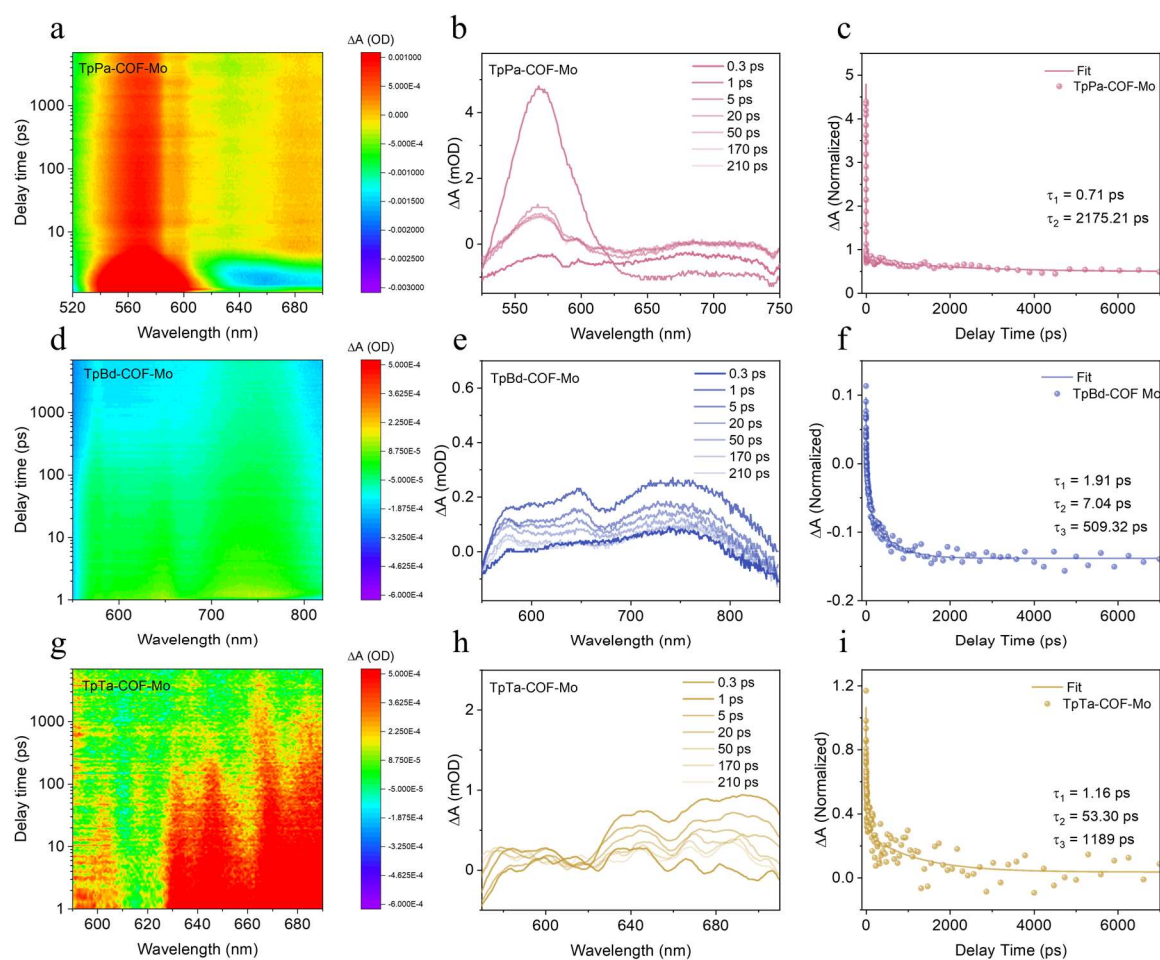 a
TpPa-COF-Mo
Delay time (ps)
1000
100
10
520
560
600
640
680
Wavelength (nm)
ΔA (OD)
0.001000
5.000E-4
0.000
-5.000E-4
-0.001000
-0.001500
-0.002000
-0.002500
-0.003000
b
TpPa-COF-Mo
ΔA (mOD)
4
2
0
550
600
650
700
750
Wavelength (nm)
0.3 ps
1 ps
5 ps
20 ps
50 ps
170 ps
210 ps
c
ΔA (Normalized)
5
4
3
2
1
0
0
2000
4000
6000
Delay Time (ps)
Fit
TpPa-COF-Mo
τ1 = 0.71 ps
τ2 = 2175.21 ps
d
TpBd-COF-Mo
Delay time (ps)
1000
100
10
1
600
700
800
Wavelength (nm)
ΔA (OD)
5.000E-4
3.625E-4
2.250E-4
8.750E-5
-5.000E-5
-1.875E-4
-3.250E-4
-4.625E-4
-6.000E-4
e
TpBd-COF-Mo
ΔA (mOD)
0.6
0.4
0.2
0.0
600
700
800
Wavelength (nm)
0.3 ps
1 ps
5 ps
20 ps
50 ps
170 ps
210 ps
f
ΔA (Normalized)
0.1
0.0
-0.1
-0.2
0
2000
4000
6000
Delay Time (ps)
Fit
TpBd-COF Mo
τ1 = 1.91 ps
τ2 = 7.04 ps
τ3 = 509.32 ps
g
TpTa-COF-Mo
Delay time (ps)
1000
100
10
1
600
620
640
660
680
Wavelength (nm)
ΔA (OD)
5.000E-4
3.625E-4
2.250E-4
8.750E-5
-5.000E-5
-1.875E-4
-3.250E-4
-4.625E-4
-6.000E-4
h
TpTa-COF-Mo
ΔA (mOD)
2
1
0
600
640
680
Wavelength (nm)
0.3 ps
1 ps
5 ps
20 ps
50 ps
170 ps
210 ps
i
ΔA (Normalized)
1.2
0.8
0.4
0.0
0
2000
4000
6000
Delay Time (ps)
Fit
TpTa-COF-Mo
τ1 = 1.16 ps
τ2 = 53.30 ps
τ3 = 1189 ps